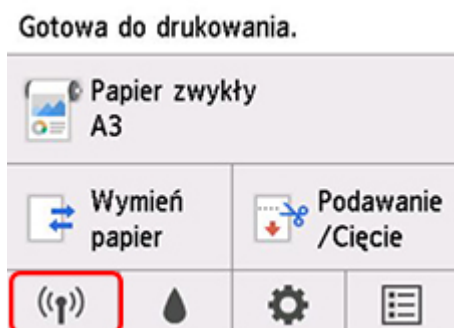 Gotowa do drukowania.
Papier zwykły
A3
Wymień
papier
Podawanie
/Cięcie